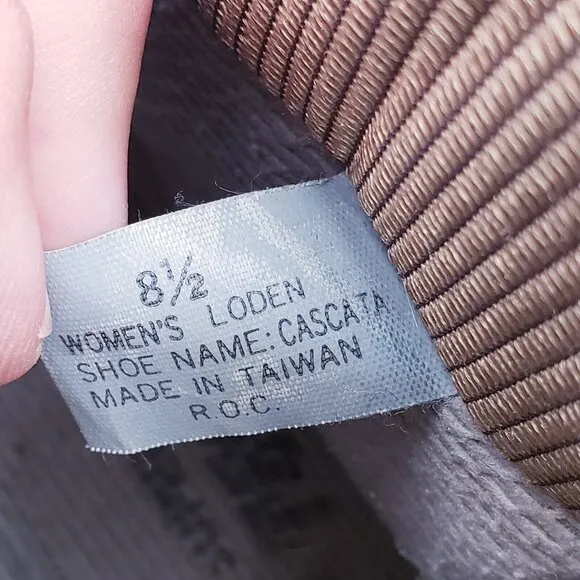 8½
WOMEN'S LODEN
SHOE NAME: CASCATA
MADE IN TAIWAN
R.O.C.